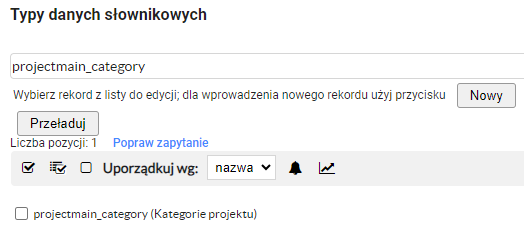 Typy danych słownikowych
projectmain_category
Wybierz rekord z listy do edycji; dla wprowadzenia nowego rekordu użyj przycisku Nowy
Przeładuj
Liczba pozycji: 1 Popraw zapytanie
Uporządkuj wg: nazwa
projectmain_category (Kategorie projektu)